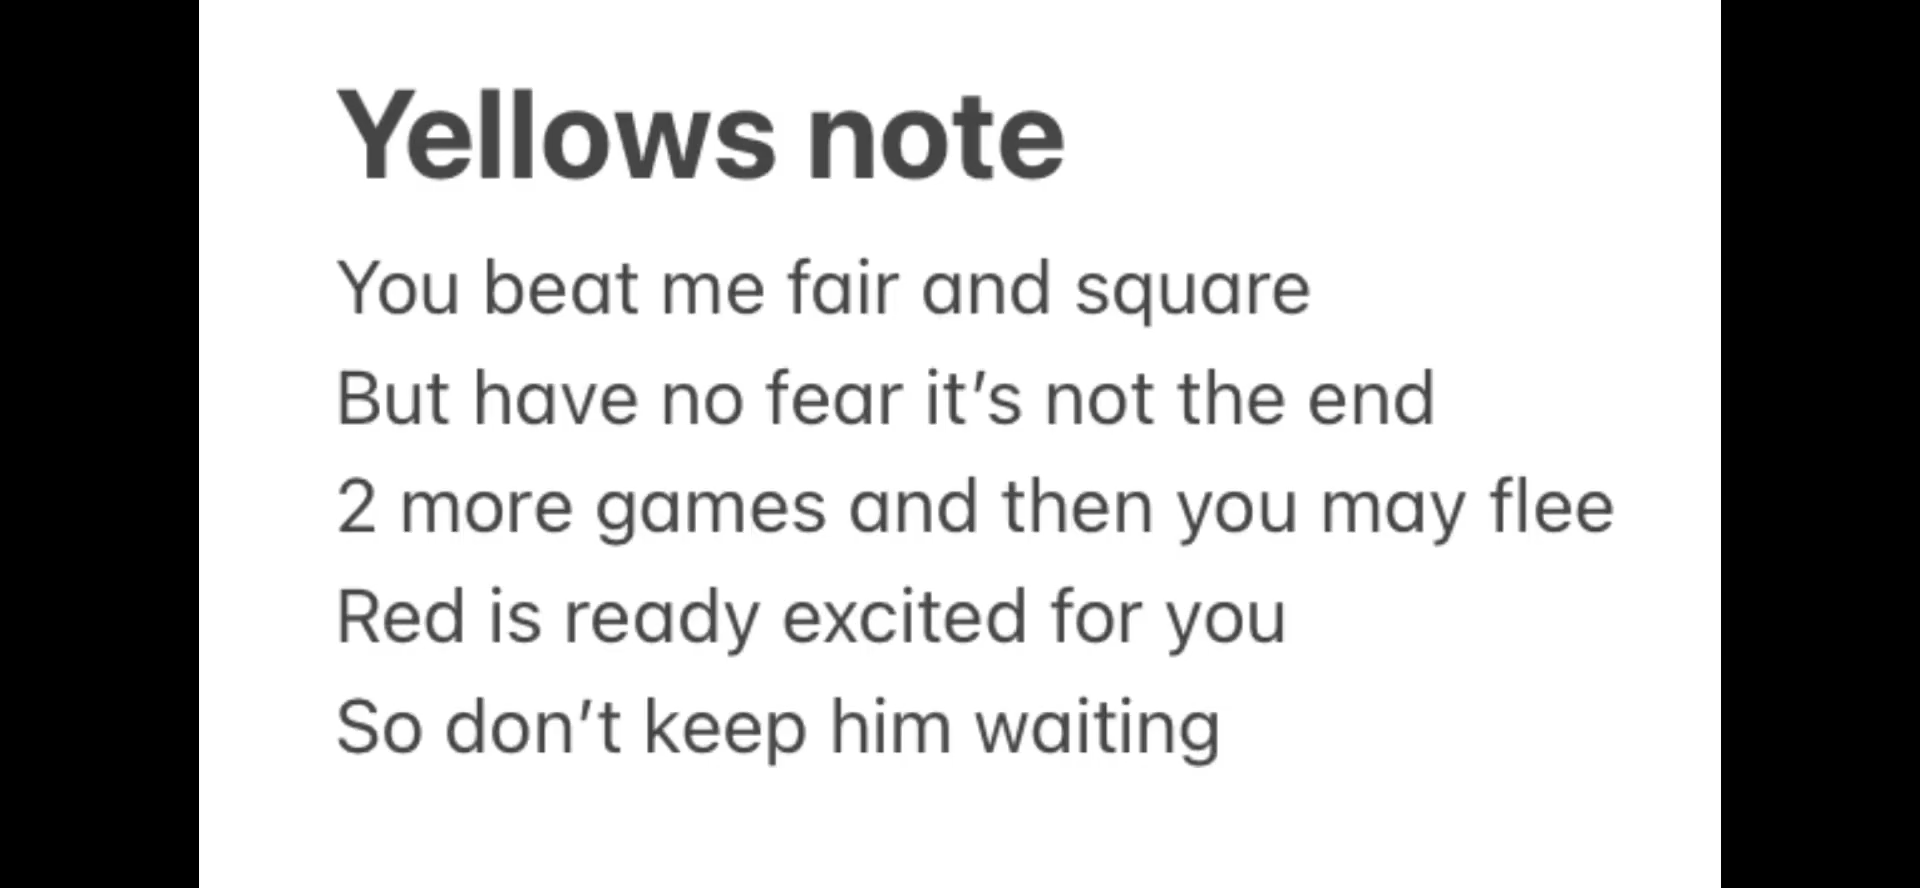 Yellows note
You beat me fair and square
But have no fear it’s not the end
2 more games and then you may flee
Red is ready excited for you
So don’t keep him waiting